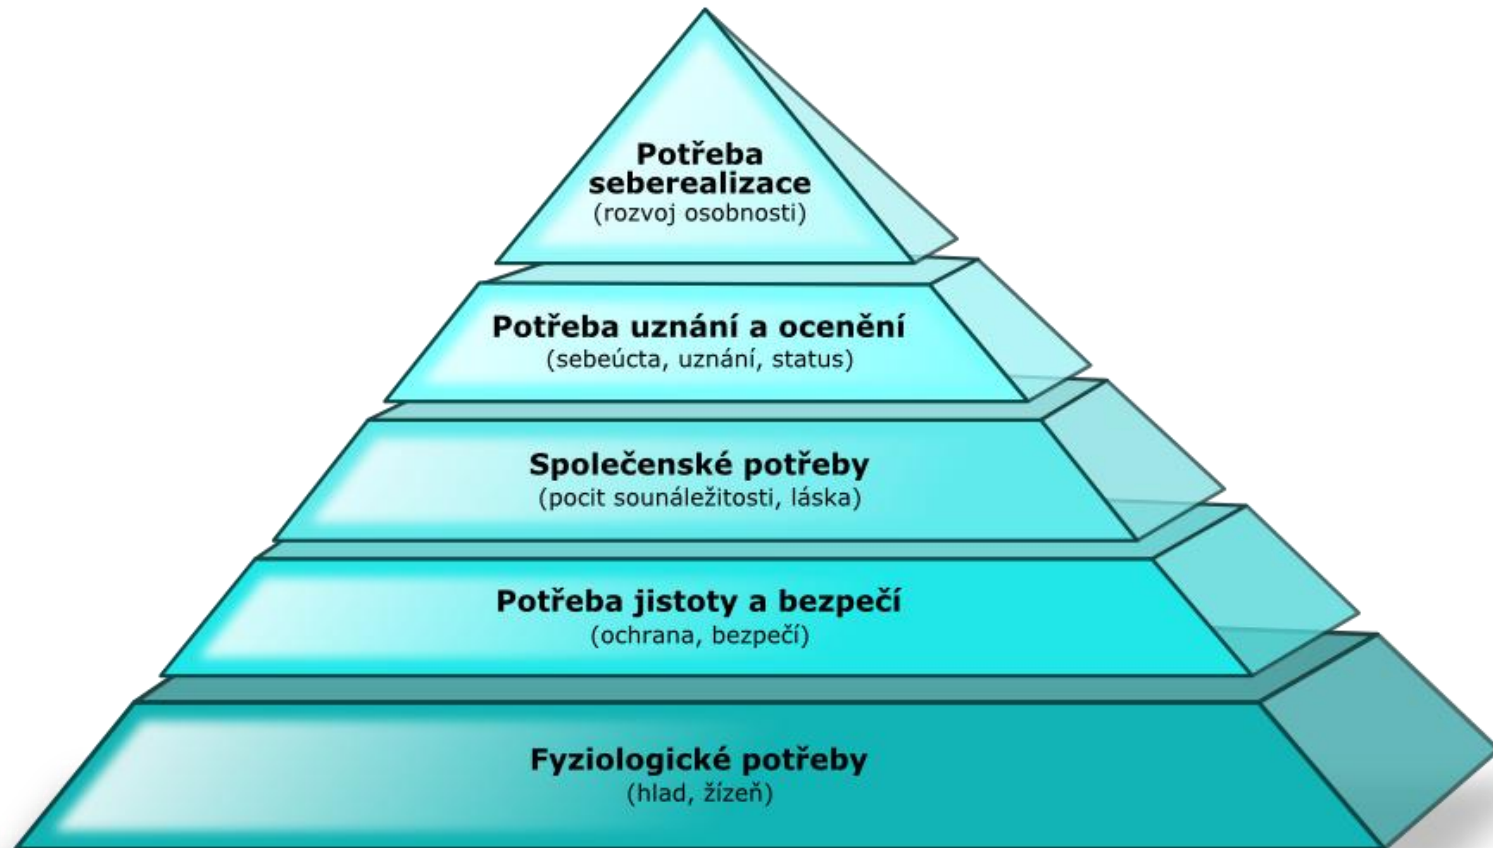 Potřeba
seberealizace
(rozvoj osobnosti)
Potřeba uznání a ocenění
(sebeúcta, uznání, status)
Společenské potřeby
(pocit sounáležitosti, láska)
Potřeba jistoty a bezpečí
(ochrana, bezpečí)
Fyziologické potřeby
(hlad, žízeň)